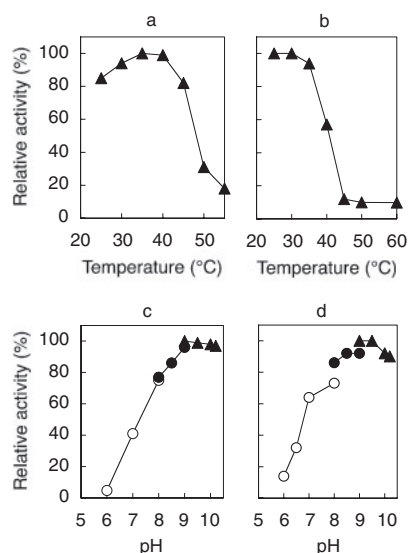 a b
Relative activity (%)
100
80
60
40
20
0
20 30 40 50 20 30 40 50 60
Temperature (°C) Temperature (°C)
c d
Relative activity (%)
100
80
60
40
20
0
5 6 7 8 9 10 5 6 7 8 9 10
pH pH